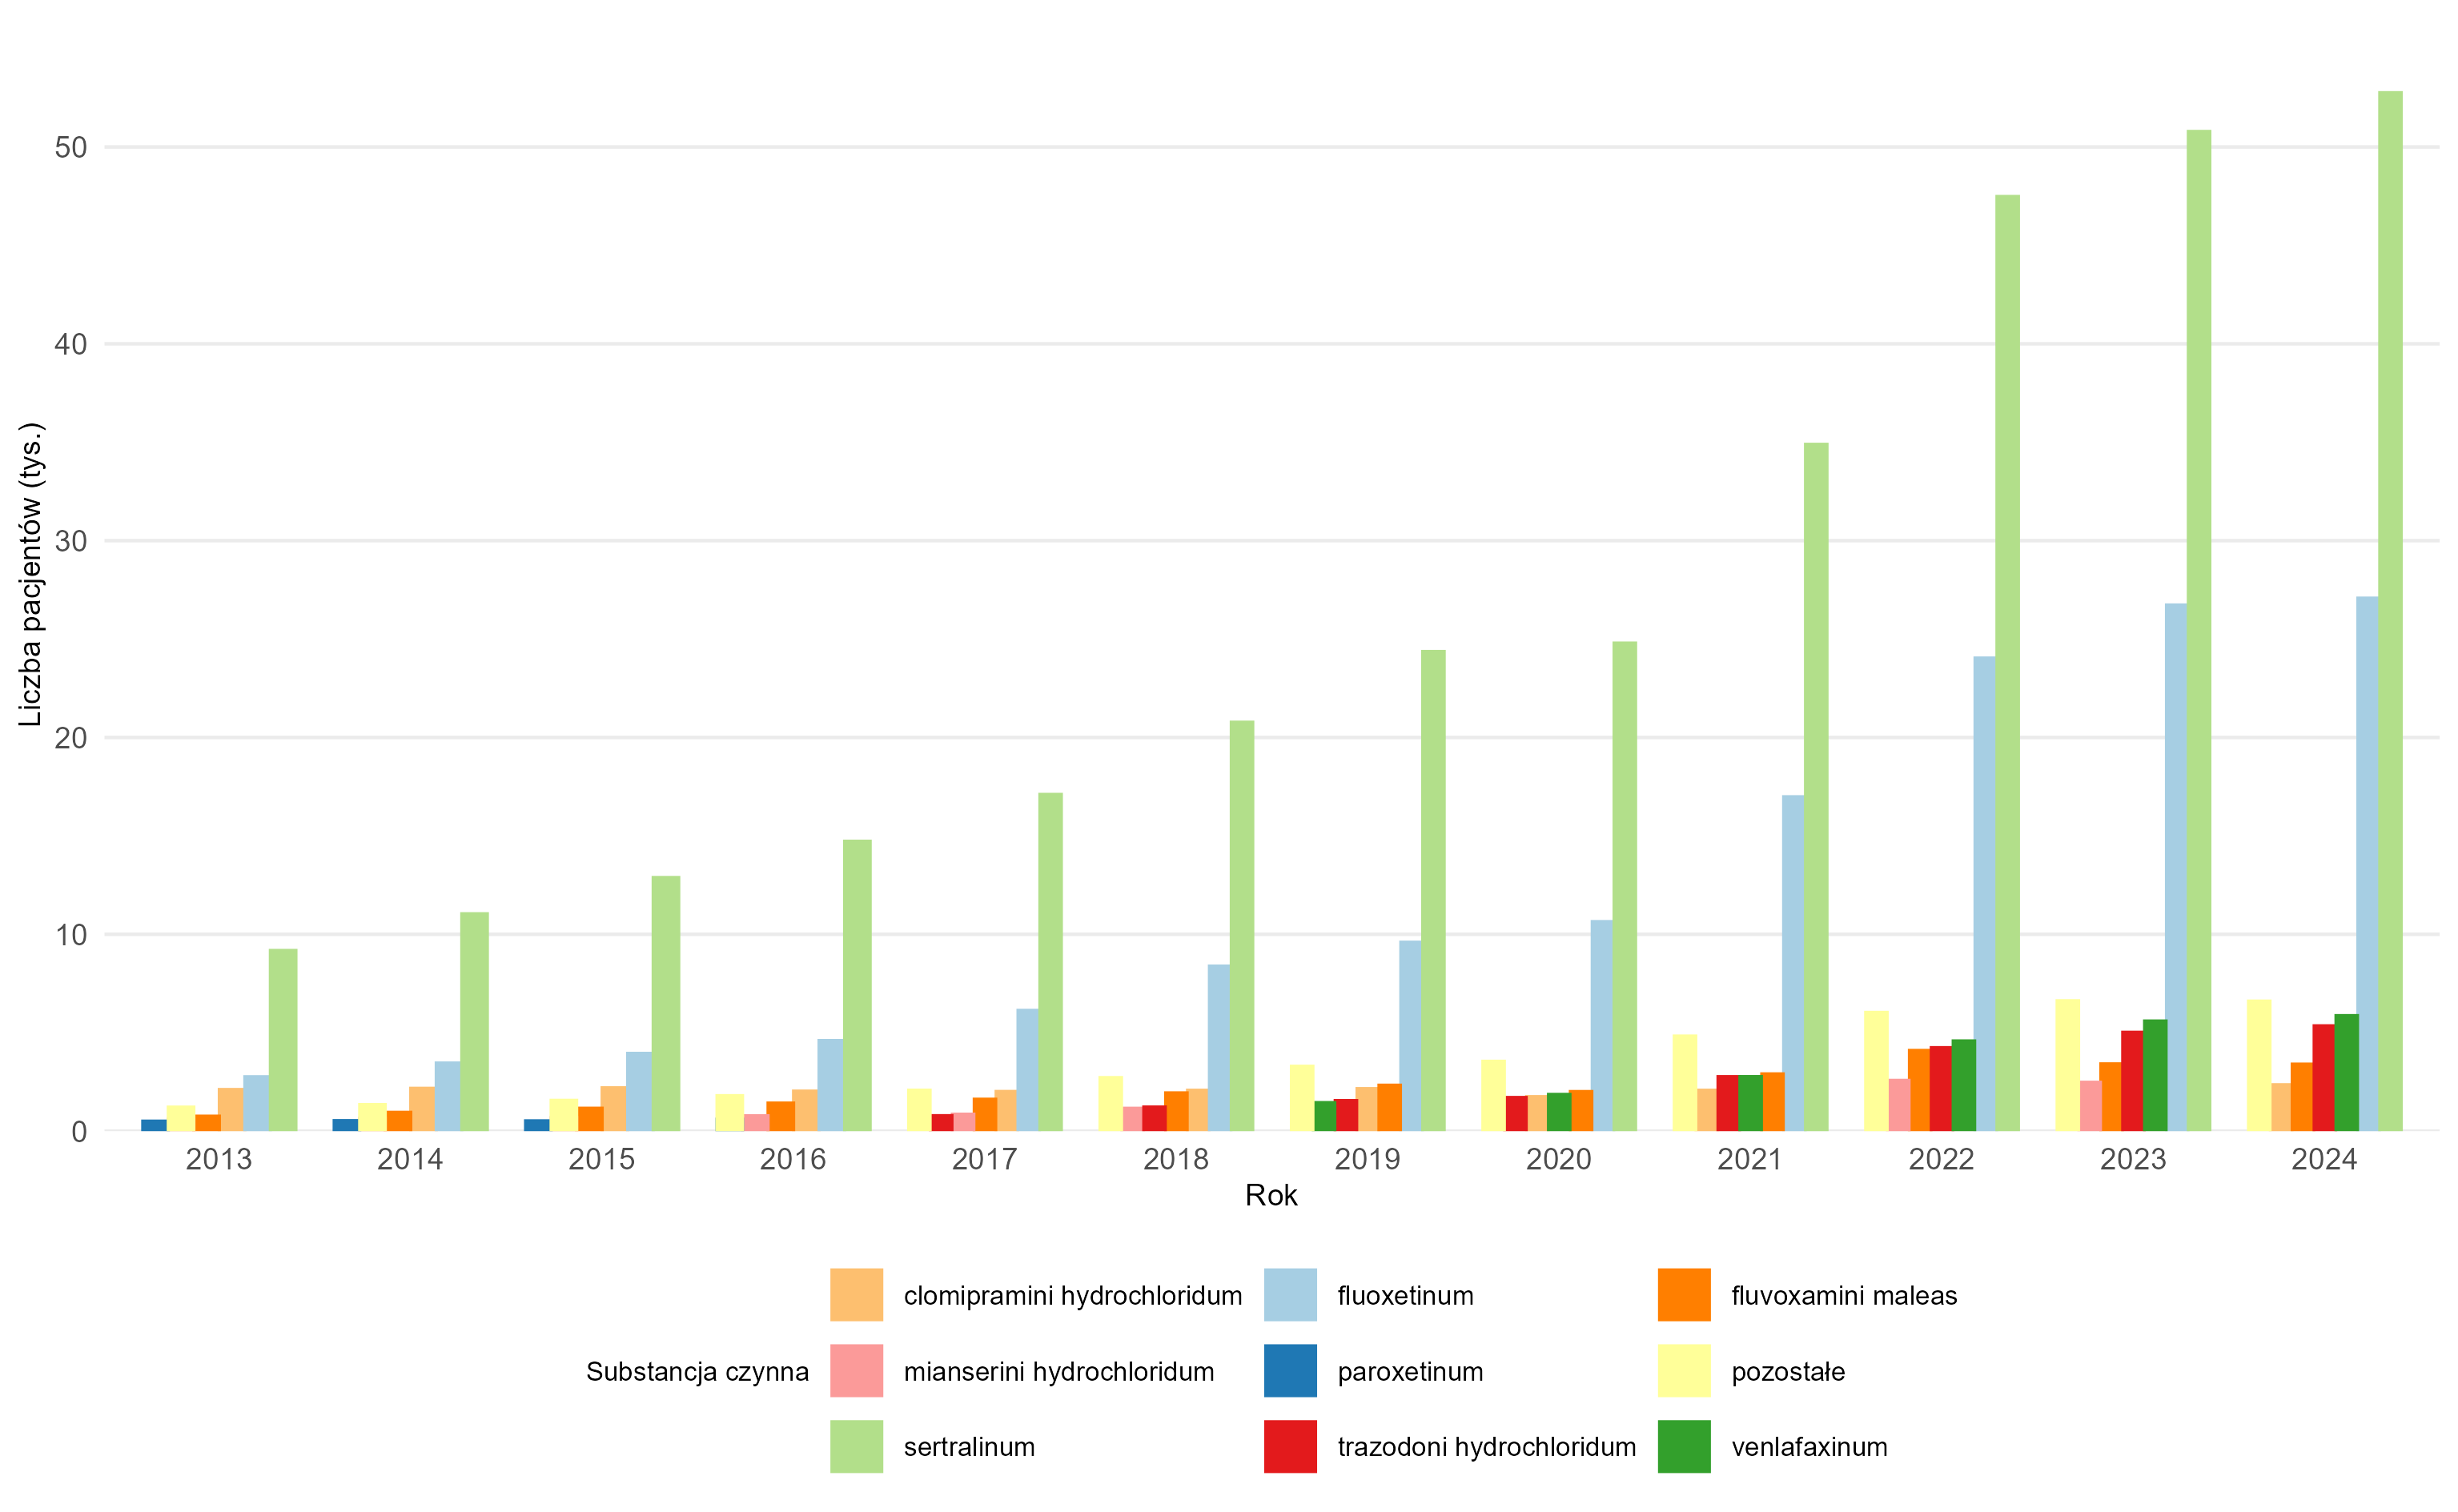 Liczba pacjentów (tys.)
50
40
30
20
10
0
2013 2014 2015 2016 2017 2018 2019 2020 2021 2022 2023 2024
Rok
Substancja czynna
clomipramini hydrochloridum fluoxetinum fluvoxamini maleas
mianserini hydrochloridum paroxetinum pozostałe
sertralinum trazodoni hydrochloridum venlafaxinum